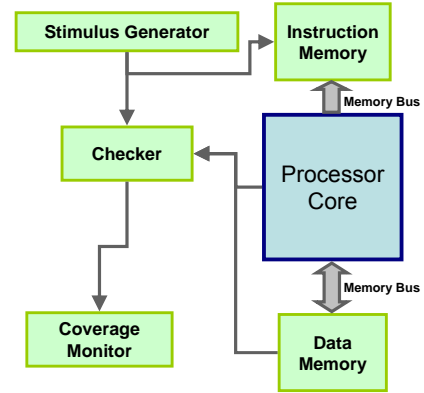 Stimulus Generator
Instruction
Memory
Memory Bus
Checker
Processor
Core
Memory Bus
Coverage
Monitor
Data
Memory